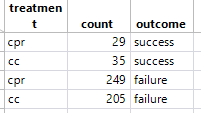 treatmen
t count outcome
cpr 29 success
cc 35 success
cpr 249 failure
cc 205 failure